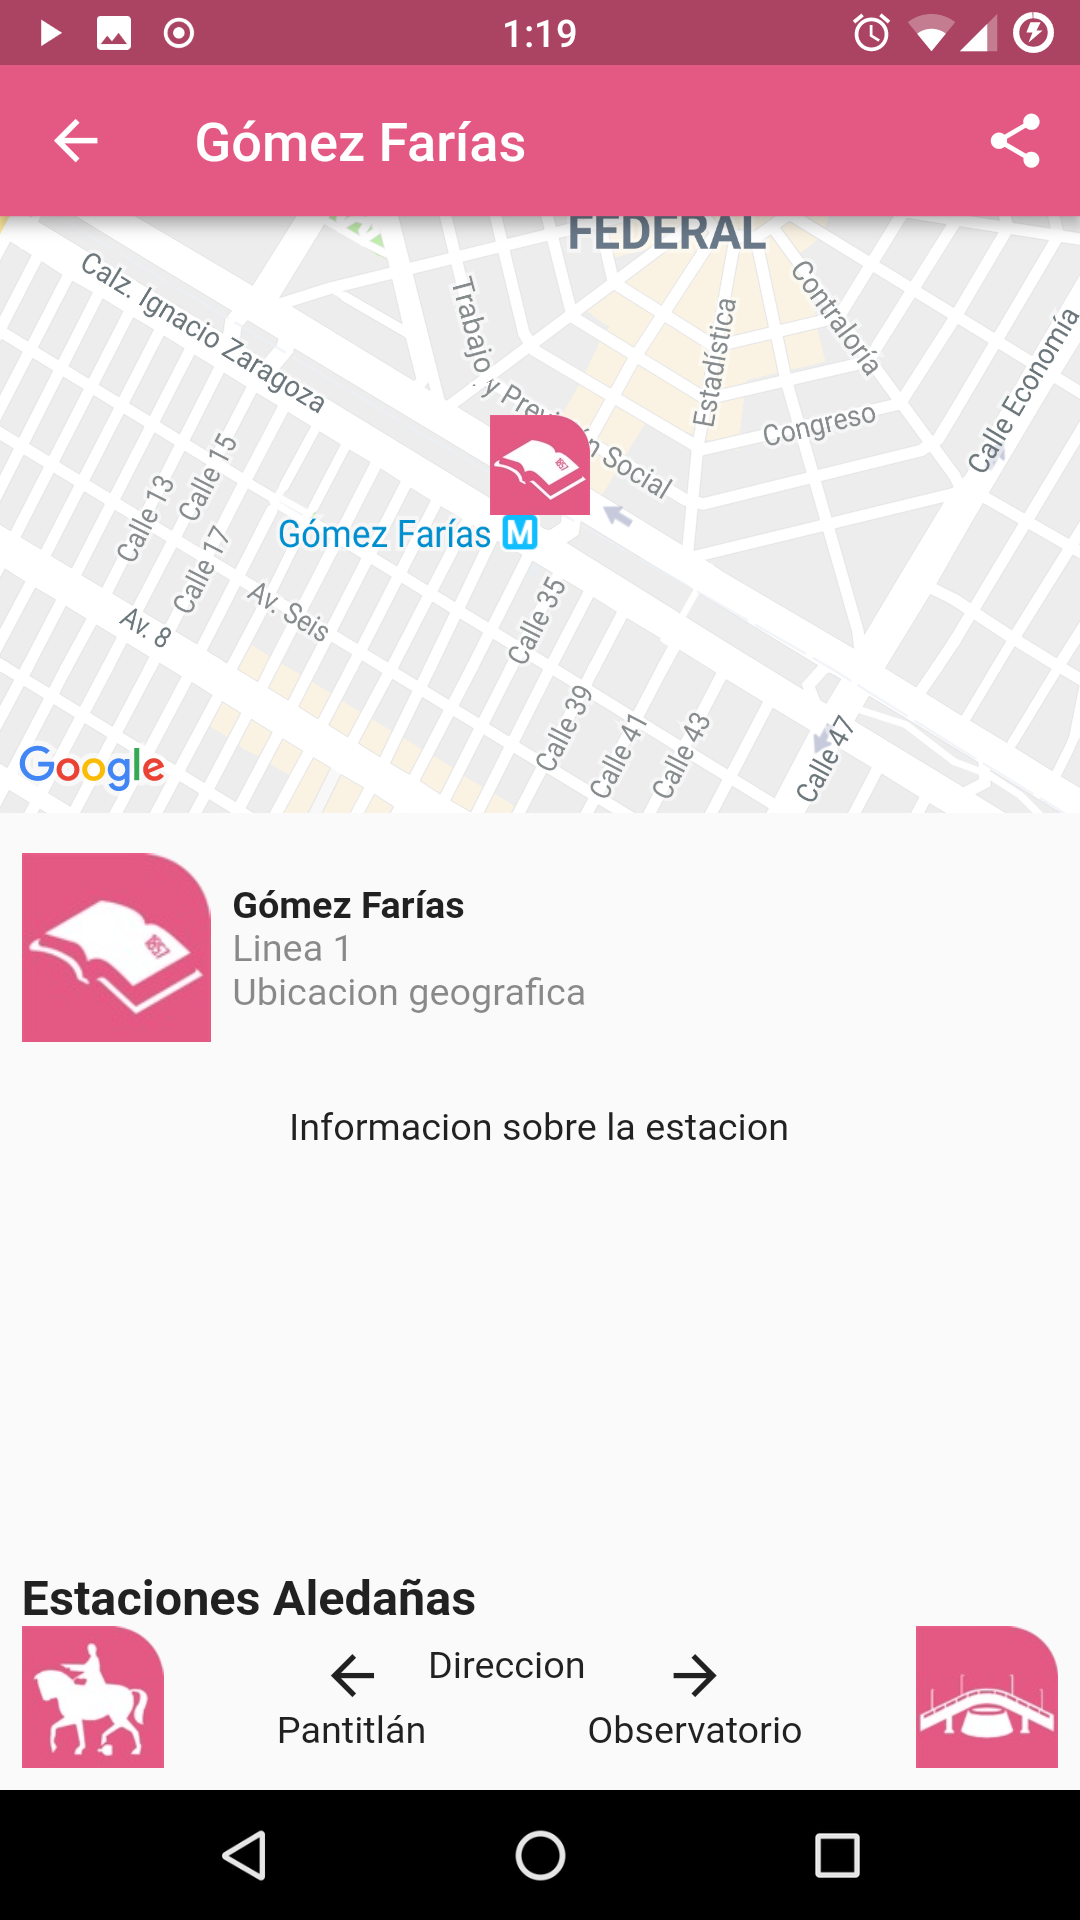 1:19
Gómez Farías
FEDERAL
Calz. Ignacio Zaragoza
Trabajo y Previ
n Social
Contraloría
Estadística
Congreso
Calle Economía
Calle 15
Calle 13
Calle 17
Gómez Farías M
Av. Seis
Av. 8
Calle 35
Calle 39
Calle 41
Calle 43
Calle 47
Google
1857
Gómez Farías
Linea 1
Ubicacion geografica
Informacion sobre la estacion
Estaciones Aledañas
Direccion
Pantitlán
Observatorio